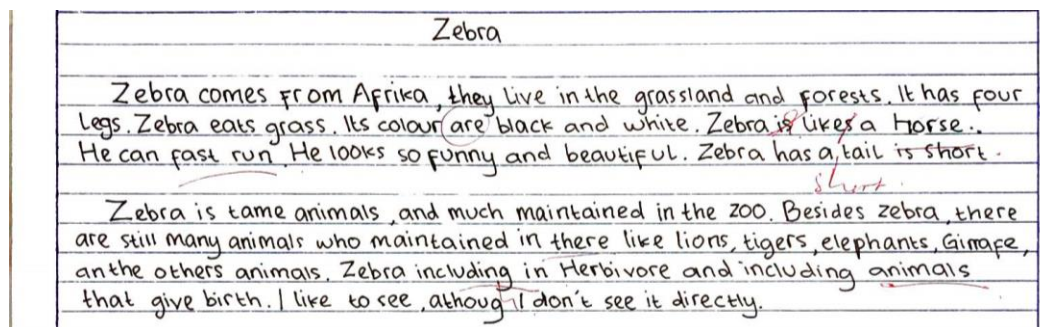 Zebra
Zebra comes from Afrika, they live in the grassland and forests. It has four
legs. Zebra eats grass. Its colour are black and white. Zebra is likes a Horse.
He can fast run. He looks so funny and beautiful. Zebra has a tail is short.
short.
Zebra is tame animals, and much maintained in the zoo. Besides zebra, there
are still many animals who maintained in there like lions, tigers, elephants, Girrafe,
an the others animals. Zebra including in Herbivore and including animals
that give birth. I like to see, athoug I don't see it directly.